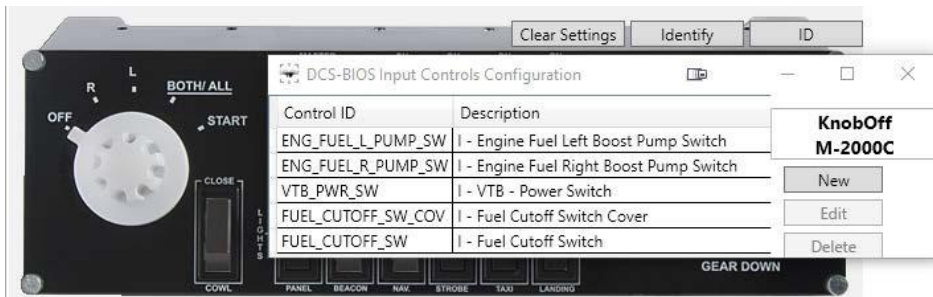 Clear Settings
Identify
ID
DCS-BIOS Input Controls Configuration
Control ID Description
ENG_FUEL_L_PUMP_SW I - Engine Fuel Left Boost Pump Switch
ENG_FUEL_R_PUMP_SW I - Engine Fuel Right Boost Pump Switch
VTB_PWR_SW I - VTB - Power Switch
FUEL_CUTOFF_SW_COV I - Fuel Cutoff Switch Cover
FUEL_CUTOFF_SW I - Fuel Cutoff Switch
KnobOff
M-2000C
New
Edit
Delete
L
R
BOTH/ ALL
OFF
START
CLOSE
LIGHTS
GEAR DOWN
COWL
PANEL BEACON NAV. STROBE TAXI LANDING